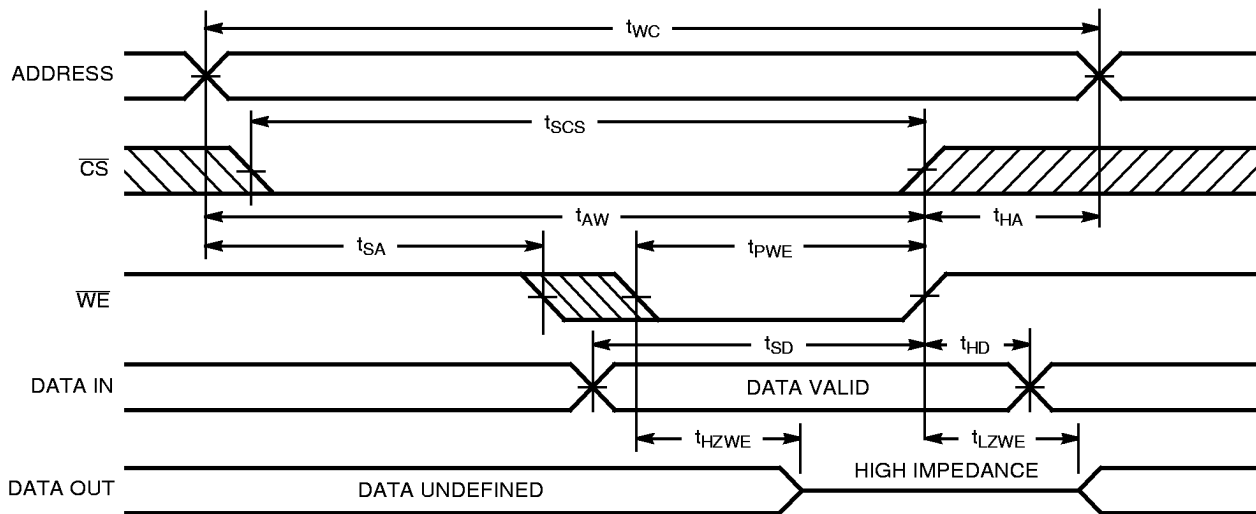 tWC
ADDRESS
tSCS
CS
tAW
tHA
tSA
tPWE
WE
tSD
tHD
DATA IN
DATA VALID
tHZWE
tLZWE
HIGH IMPEDANCE
DATA OUT
DATA UNDEFINED